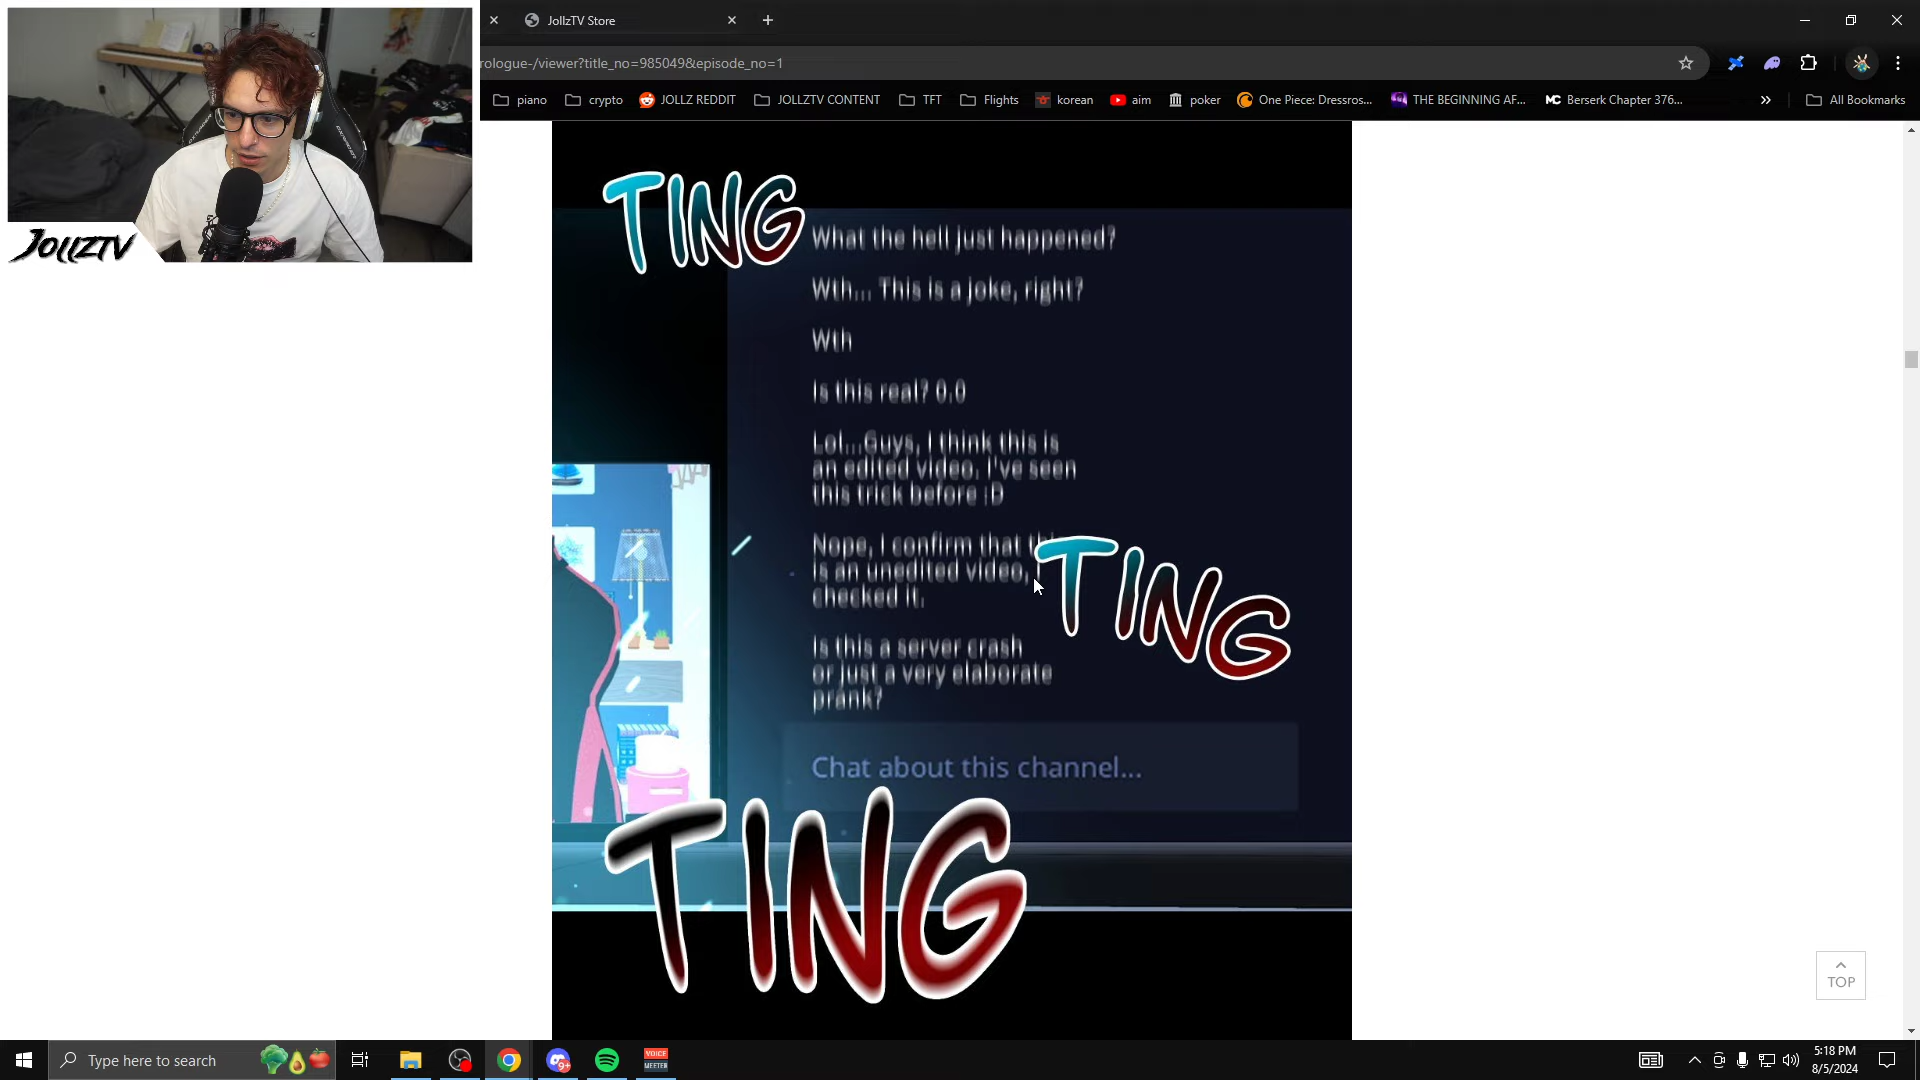 JollzTV Store
rologue-/viewer?title_no=985049&episode_no=1
piano
crypto
JOLLZ REDDIT
JOLLZTV CONTENT
TFT
Flights
korean
aim
poker
One Piece: Dressros...
THE BEGINNING AF...
MC
Berserk Chapter 376...
All Bookmarks
JOLLZTV
TING
What the hell just happened?
Wth... This is a joke, right?
Wth
Is this real? 0.0
Lol...Guys, I think this is
an edited video. I've seen
this trick before :D
Nope, I confirm that
is an unedited video, I
checked it.
TING
Is this a server crash
or just a very elaborate
prank?
Chat about this channel...
TING
TOP
Type here to search
9+
VOICE
MEETER
5:18 PM
8/5/2024